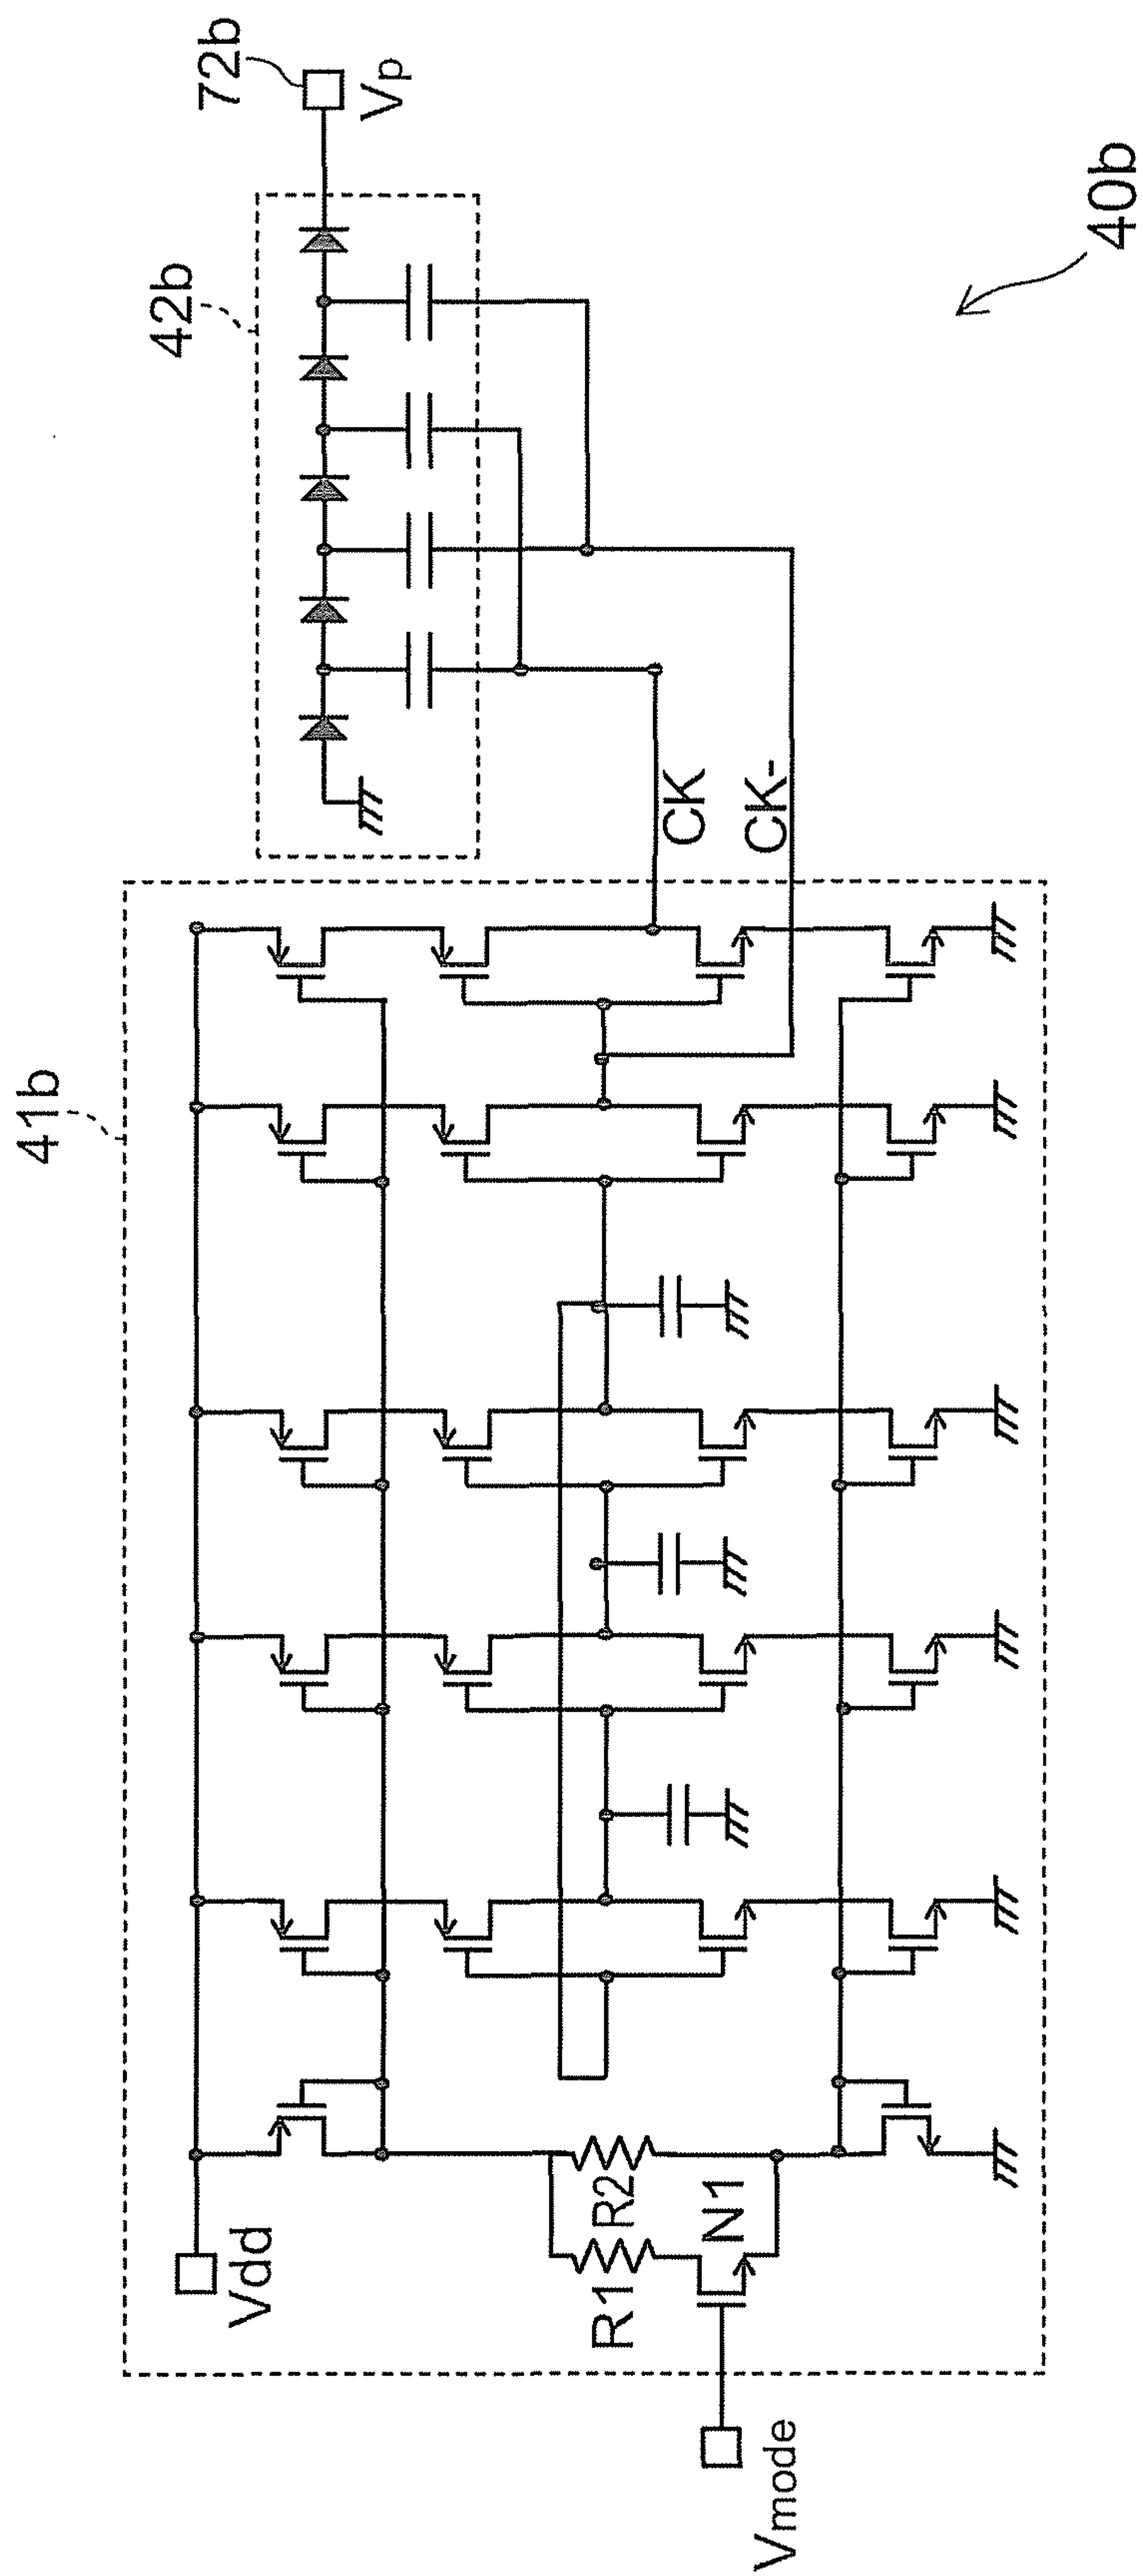 41b
42b
72b
Vp
Vdd
CK
CK-
R1
R2
N1
Vmode
40b